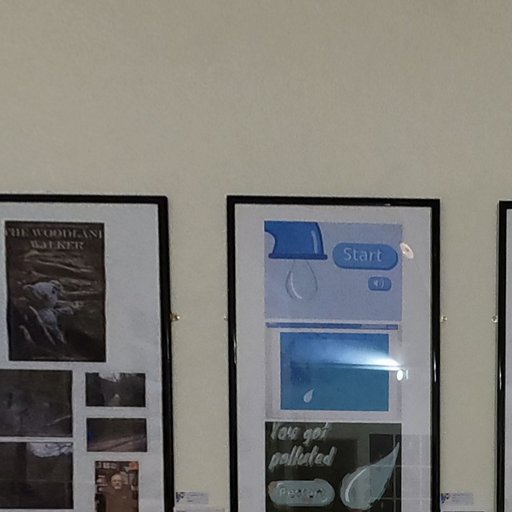 THE WOODLAND
WALKER
Start
You got
polluted
Restart